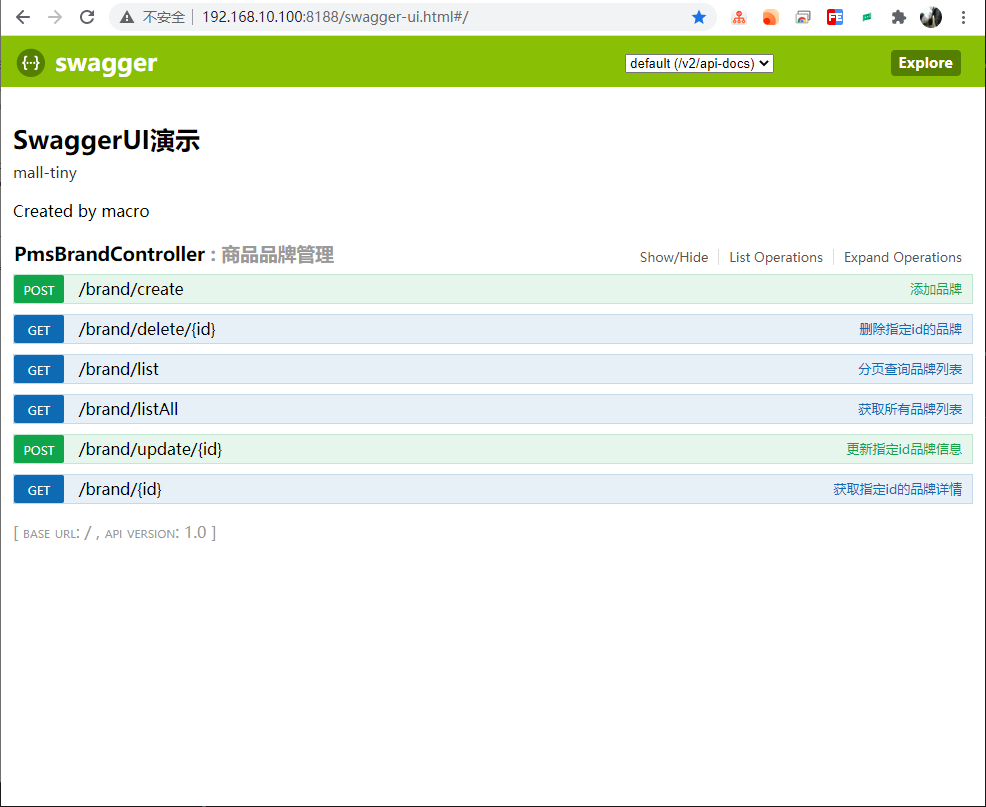 不安全 192.168.10.100:8188/swagger-ui.html#/
{··} swagger default (/v2/api-docs) Explore
SwaggerUI演示
mall-tiny
Created by macro
PmsBrandController : 商品品牌管理 Show/Hide List Operations Expand Operations
POST /brand/create 添加品牌
GET /brand/delete/{id} 删除指定id的品牌
GET /brand/list 分页查询品牌列表
GET /brand/listAll 获取所有品牌列表
POST /brand/update/{id} 更新指定id品牌信息
GET /brand/{id} 获取指定id的品牌详情
[ BASE URL: / , API VERSION: 1.0 ]